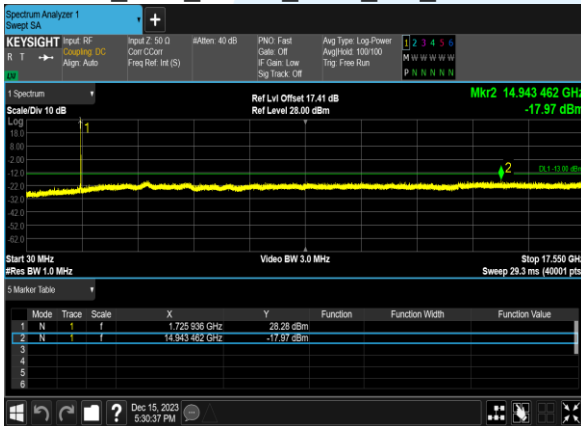 Spectrum Analyzer 1
Swept SA
+
KEYSIGHT Input: RF Input Z: 50 Ω #Atten: 40 dB PNO: Fast Avg Type: Log-Power 1 2 3 4 5 6
R T Coupling: DC Corr CCorr Gate: Off Avg|Hold: 100/100 M W W W W W
Align: Auto Freq Ref: Int (S) IF Gain: Low Trig: Free Run
Sig Track: Off P N N N N N
1 Spectrum Ref Lvl Offset 17.41 dB Mkr2 14.943 462 GHz
Scale/Div 10 dB Ref Level 28.00 dBm -17.97 dBm
Log
18.0
8.00
-2.00
-12.0
-22.0
-32.0
-42.0
-52.0
-62.0
1
2
DL1 -13.00 dBm
Start 30 MHz Video BW 3.0 MHz Stop 17.550 GHz
#Res BW 1.0 MHz Sweep 29.3 ms (40001 pts)
5 Marker Table
Mode Trace Scale X Y Function Function Width Function Value
1 N 1 f 1.725 936 GHz 28.28 dBm
2 N 1 f 14.943 462 GHz -17.97 dBm
3
4
5
6
? Dec 15, 2023
5:30:37 PM